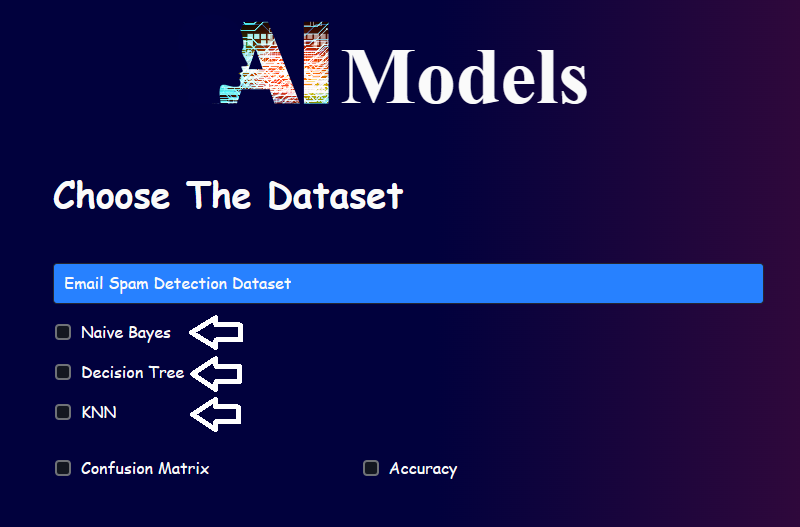 AI Models
Choose The Dataset
Email Spam Detection Dataset
Naive Bayes
Decision Tree
KNN
Confusion Matrix Accuracy